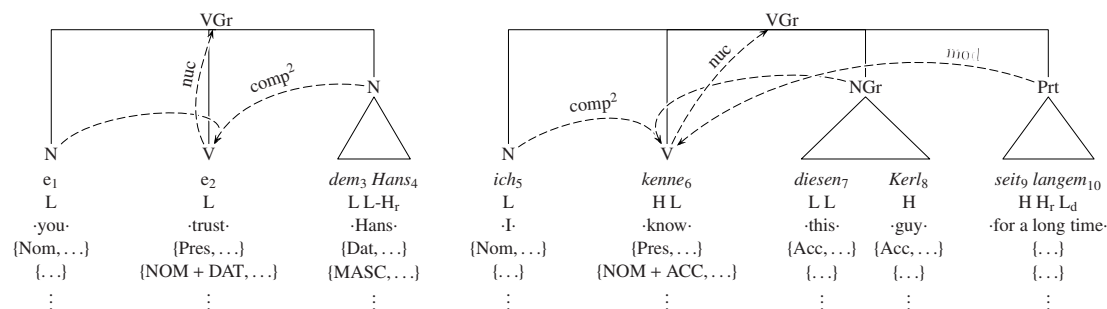 VGr VGr
nuc comp² N nuc mod NGr Prt
comp²
N V N V
e₁ e₂ dem₃ Hans₄ ich₅ kenne₆ diesen₇ Kerl₈ seit₉ langem₁₀
L L L L-Hᵣ L H L L L H H Hᵣ L_d
·you· ·trust· ·Hans· ·I· ·know· ·this· ·guy· ·for a long time·
{Nom, …} {Pres, …} {Dat, …} {Nom, …} {Pres, …} {Acc, …} {Acc, …} {…}
{…} {NOM + DAT, …} {MASC, …} {…} {NOM + ACC, …} {…} {…} {…}
⋮ ⋮ ⋮ ⋮ ⋮ ⋮ ⋮ ⋮